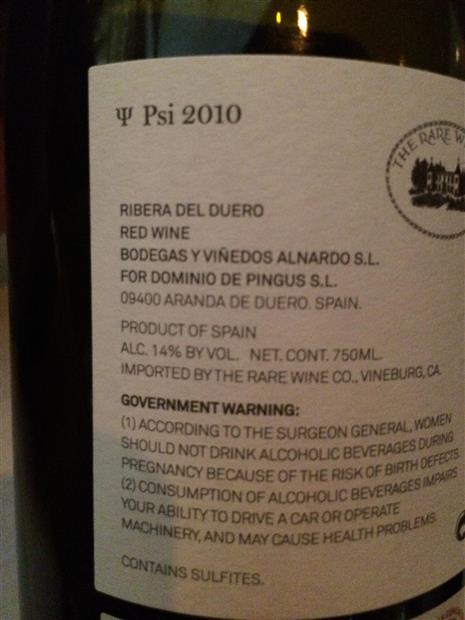 Ψ Psi 2010
THE RARE W
RIBERA DEL DUERO
RED WINE
BODEGAS Y VIÑEDOS ALNARDO S.L.
FOR DOMINIO DE PINGUS S.L.
09400 ARANDA DE DUERO. SPAIN.
PRODUCT OF SPAIN
ALC. 14% BY VOL. NET. CONT. 750ML.
IMPORTED BY THE RARE WINE CO., VINEBURG, CA.
GOVERNMENT WARNING:
(1) ACCORDING TO THE SURGEON GENERAL, WOMEN
SHOULD NOT DRINK ALCOHOLIC BEVERAGES DURING
PREGNANCY BECAUSE OF THE RISK OF BIRTH DEFECTS.
(2) CONSUMPTION OF ALCOHOLIC BEVERAGES IMPAIRS
YOUR ABILITY TO DRIVE A CAR OR OPERATE
MACHINERY, AND MAY CAUSE HEALTH PROBLEMS.
CONTAINS SULFITES.